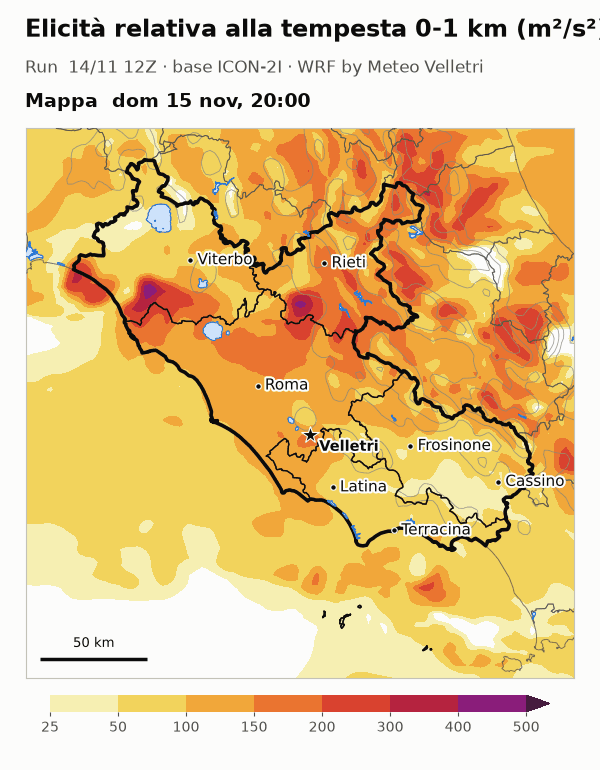 Elicità relativa alla tempesta 0-1 km (m²/s²)
Run 14/11 12Z · base ICON-2I · WRF by Meteo Velletri
Mappa dom 15 nov, 20:00
Viterbo
Rieti
Roma
Velletri
Frosinone
Cassino
Latina
Terracina
50 km
25 50 100 150 200 300 400 500